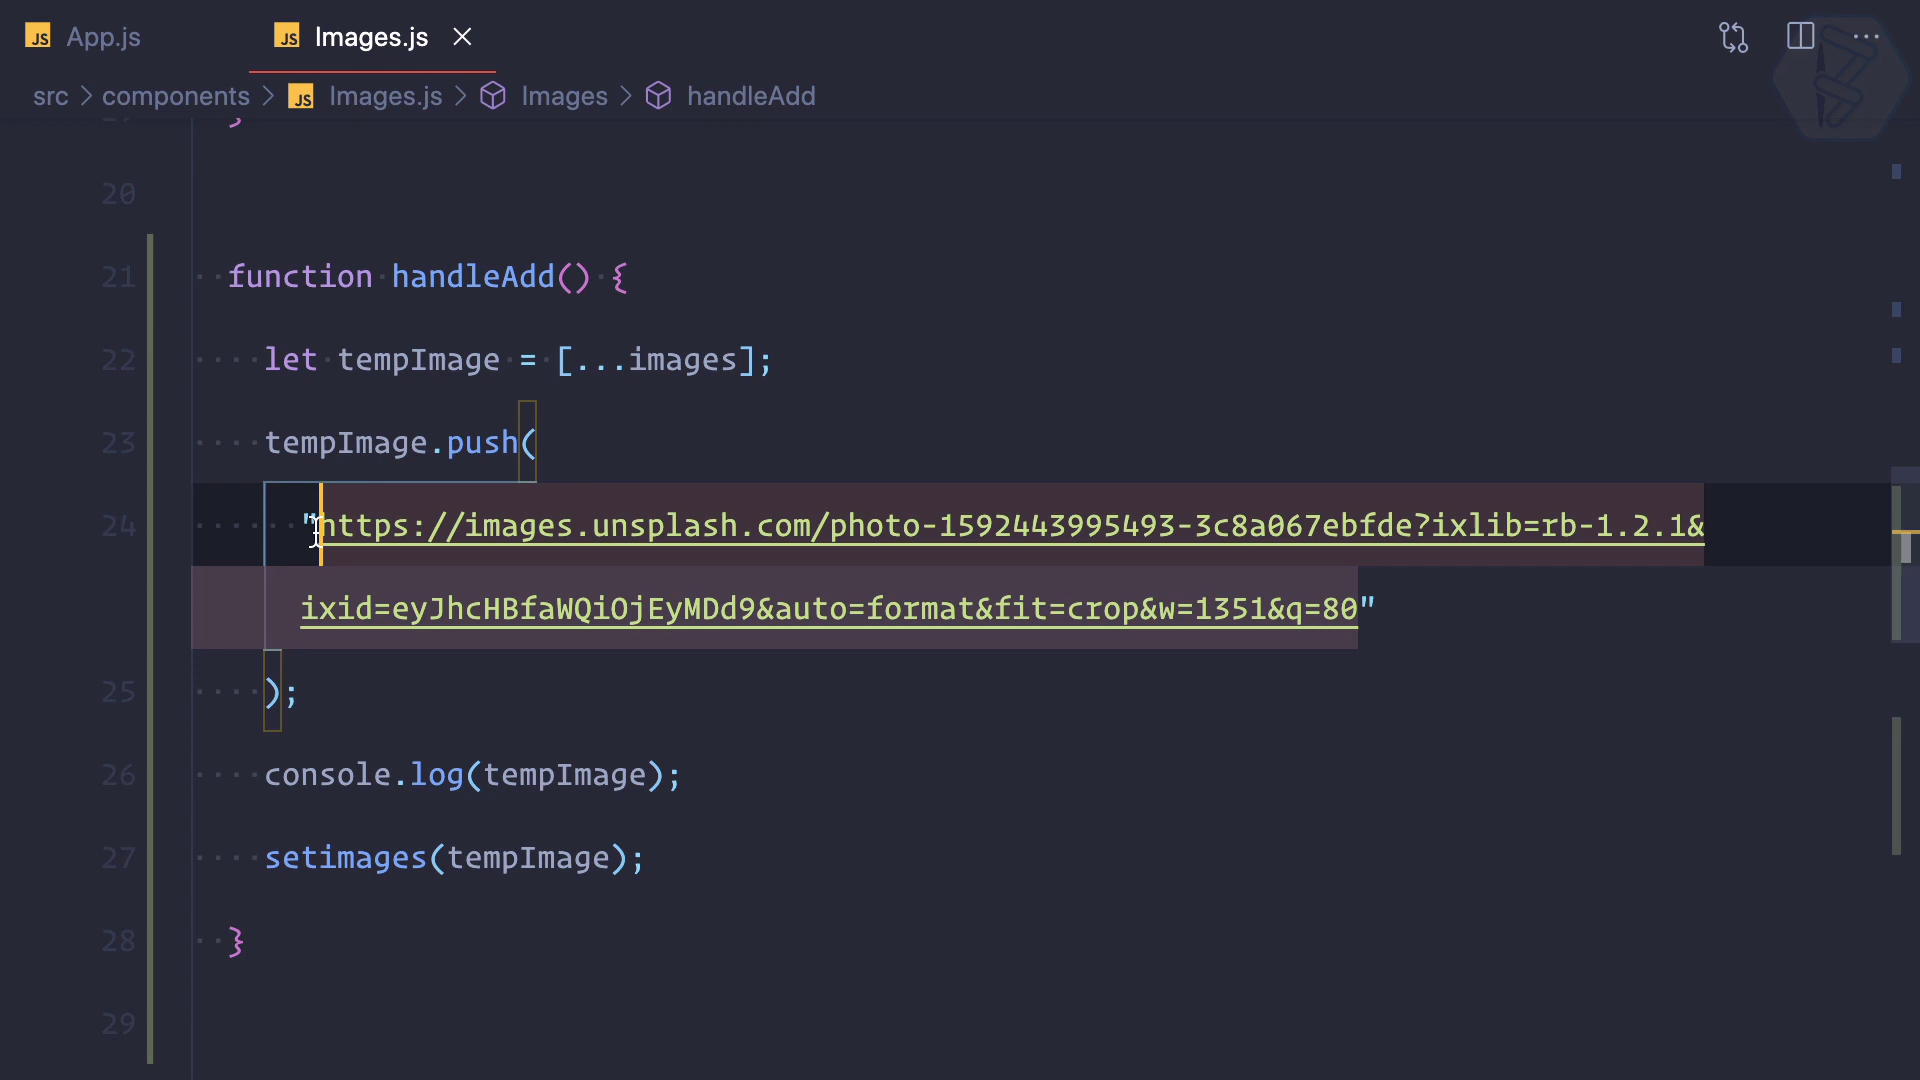 JS App.js
JS Images.js
src > components > JS Images.js > Images > handleAdd
20
21 function handleAdd() {
22 let tempImage = [...images];
23 tempImage.push(
24 "https://images.unsplash.com/photo-1592443995493-3c8a067ebfde?ixlib=rb-1.2.1&
ixid=eyJhcHBfaWQiOjEyMDd9&auto=format&fit=crop&w=1351&q=80"
25 );
26 console.log(tempImage);
27 setimages(tempImage);
28 }
29